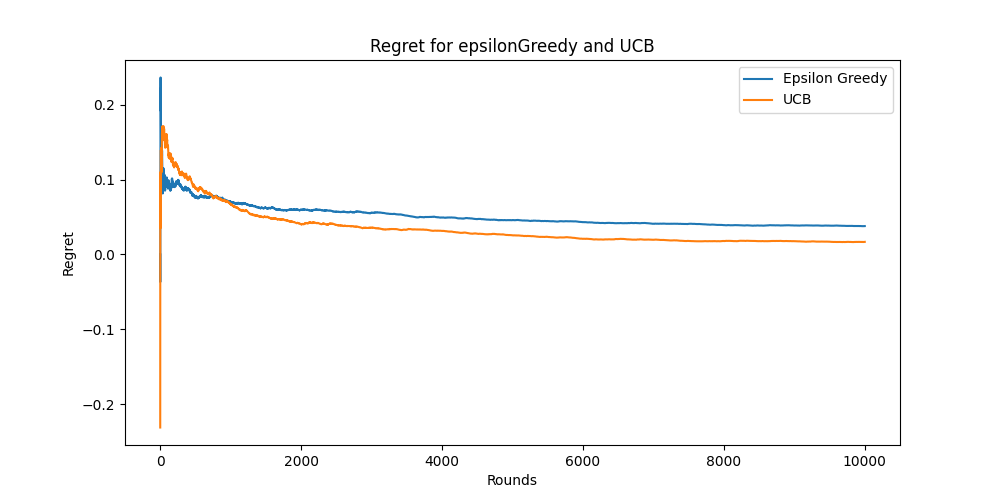 Regret for epsilonGreedy and UCB
Epsilon Greedy
UCB
0.2
0.1
0.0
−0.1
−0.2
Regret
0 2000 4000 6000 8000 10000
Rounds